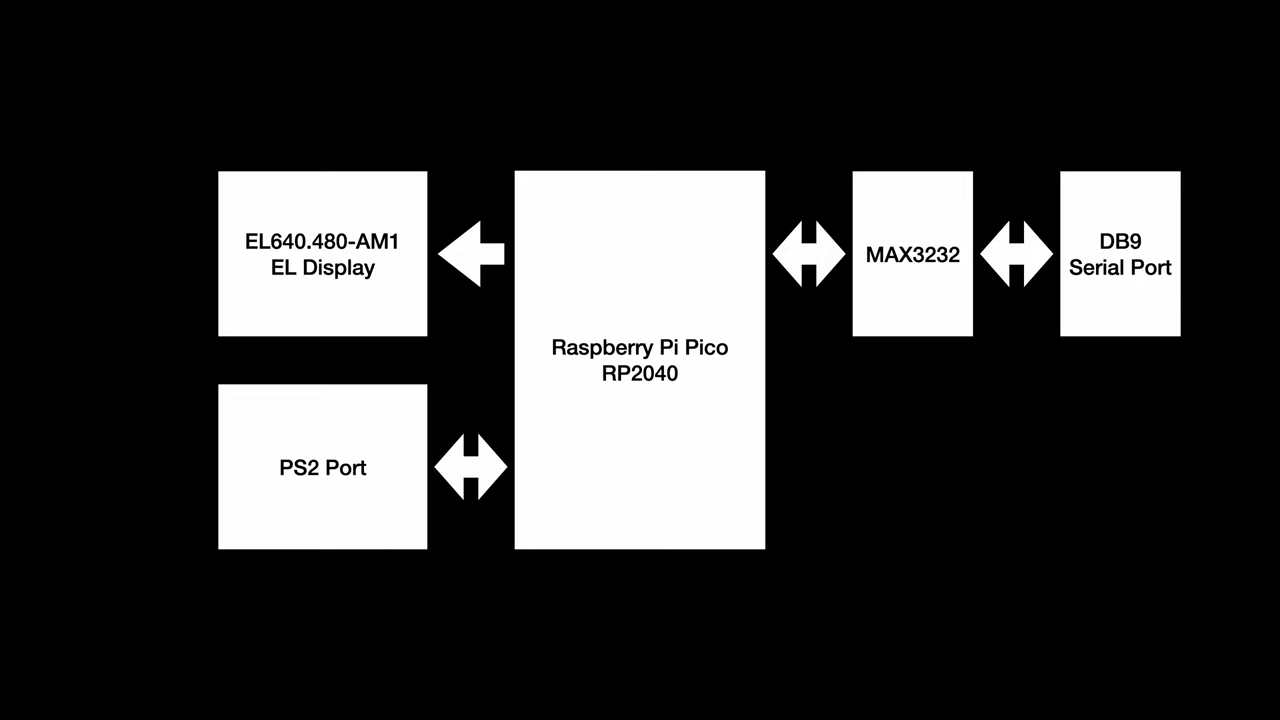 EL640.480-AM1
EL Display
Raspberry Pi Pico
RP2040
MAX3232
DB9
Serial Port
PS2 Port